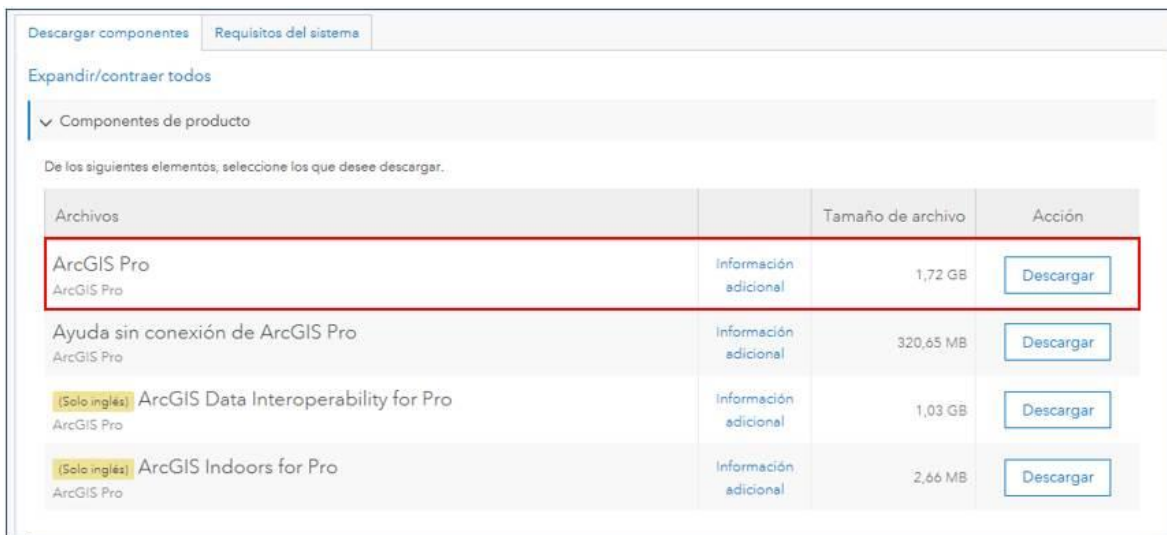 Descargar componentes
Requisitos del sistema
Expandir/contraer todos
Componentes de producto
De los siguientes elementos, seleccione los que desee descargar.
Archivos
Tamaño de archivo
Acción
ArcGIS Pro
ArcGIS Pro
Información
adicional
1,72 GB
Descargar
Ayuda sin conexión de ArcGIS Pro
ArcGIS Pro
Información
adicional
320,65 MB
Descargar
(Solo inglés) ArcGIS Data Interoperability for Pro
ArcGIS Pro
Información
adicional
1,03 GB
Descargar
(Solo inglés) ArcGIS Indoors for Pro
ArcGIS Pro
Información
adicional
2,66 MB
Descargar